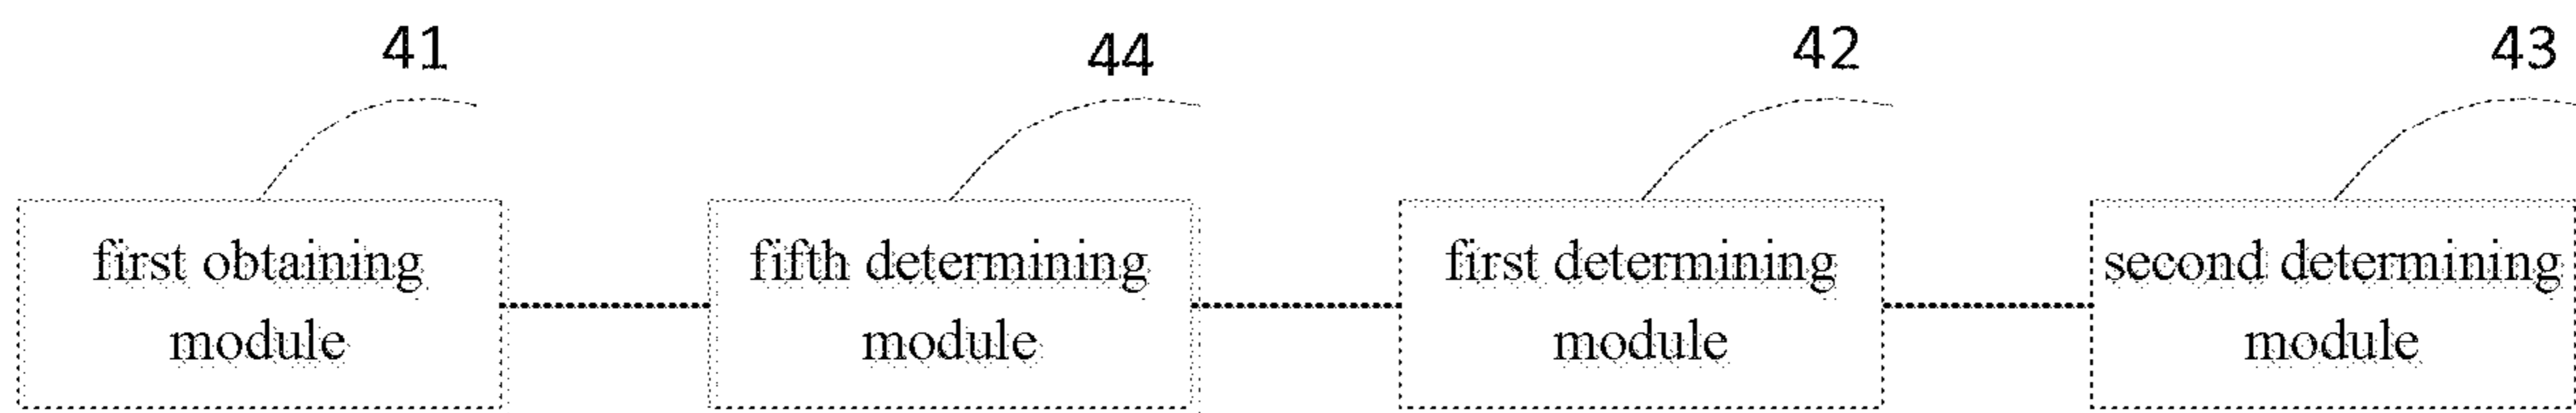 41 44 42 43
first obtaining fifth determining first determining second determining
module module module module